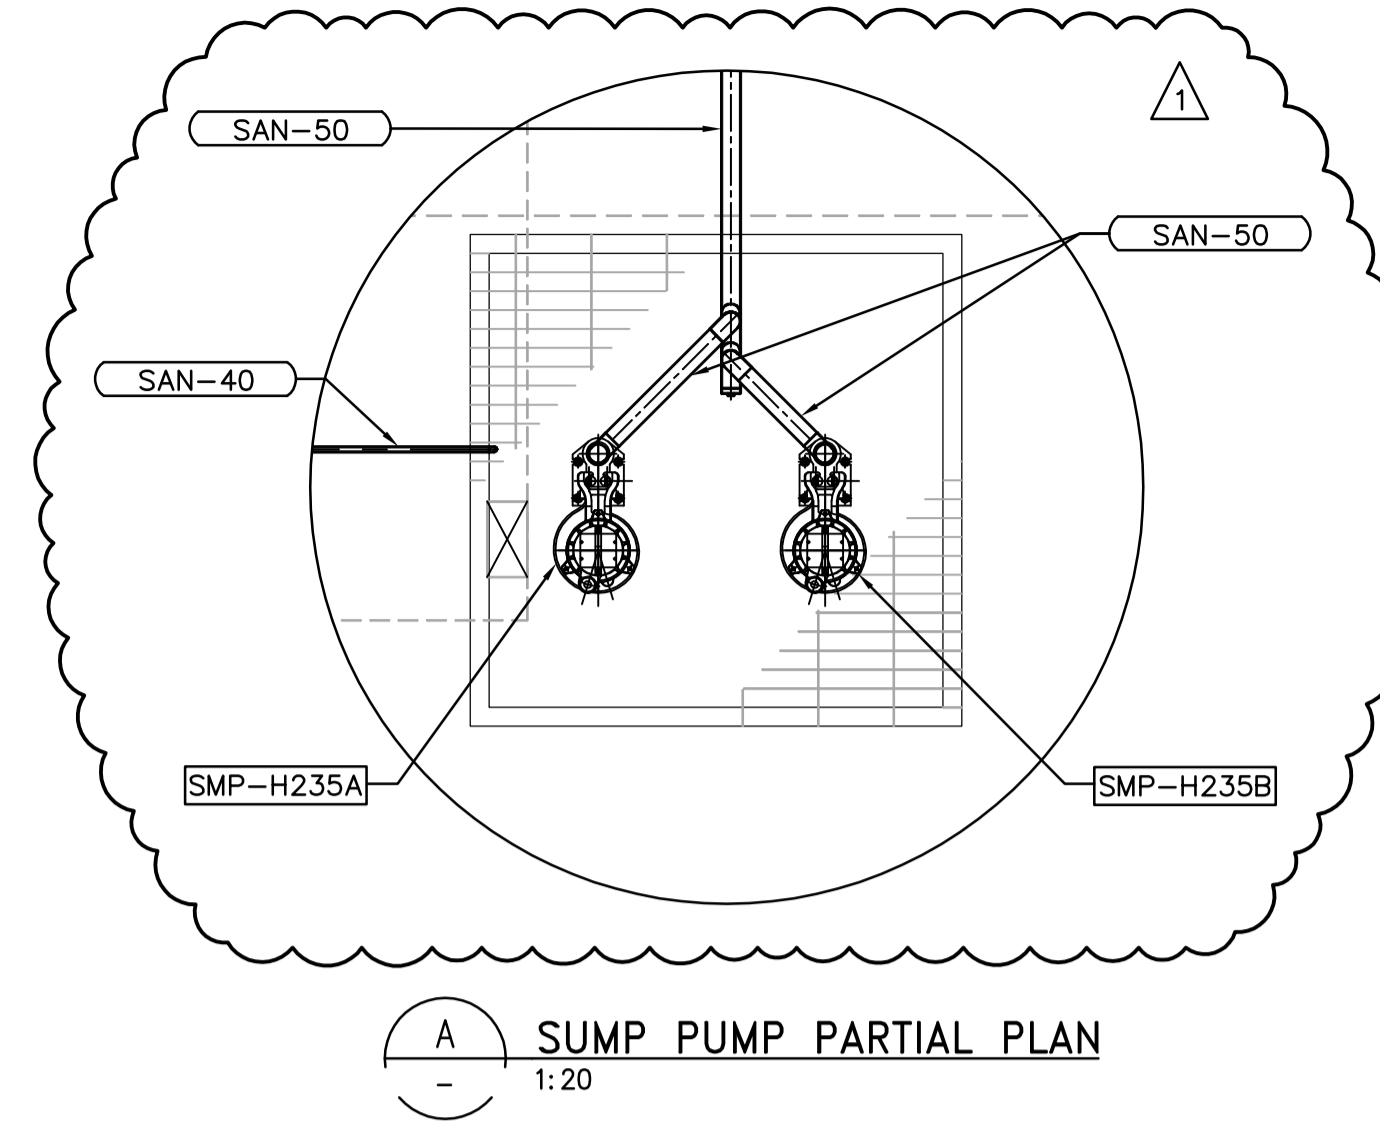 1
SAN-50
SAN-50
SAN-40
SMP-H235A
SMP-H235B
A
-
SUMP PUMP PARTIAL PLAN
1:20